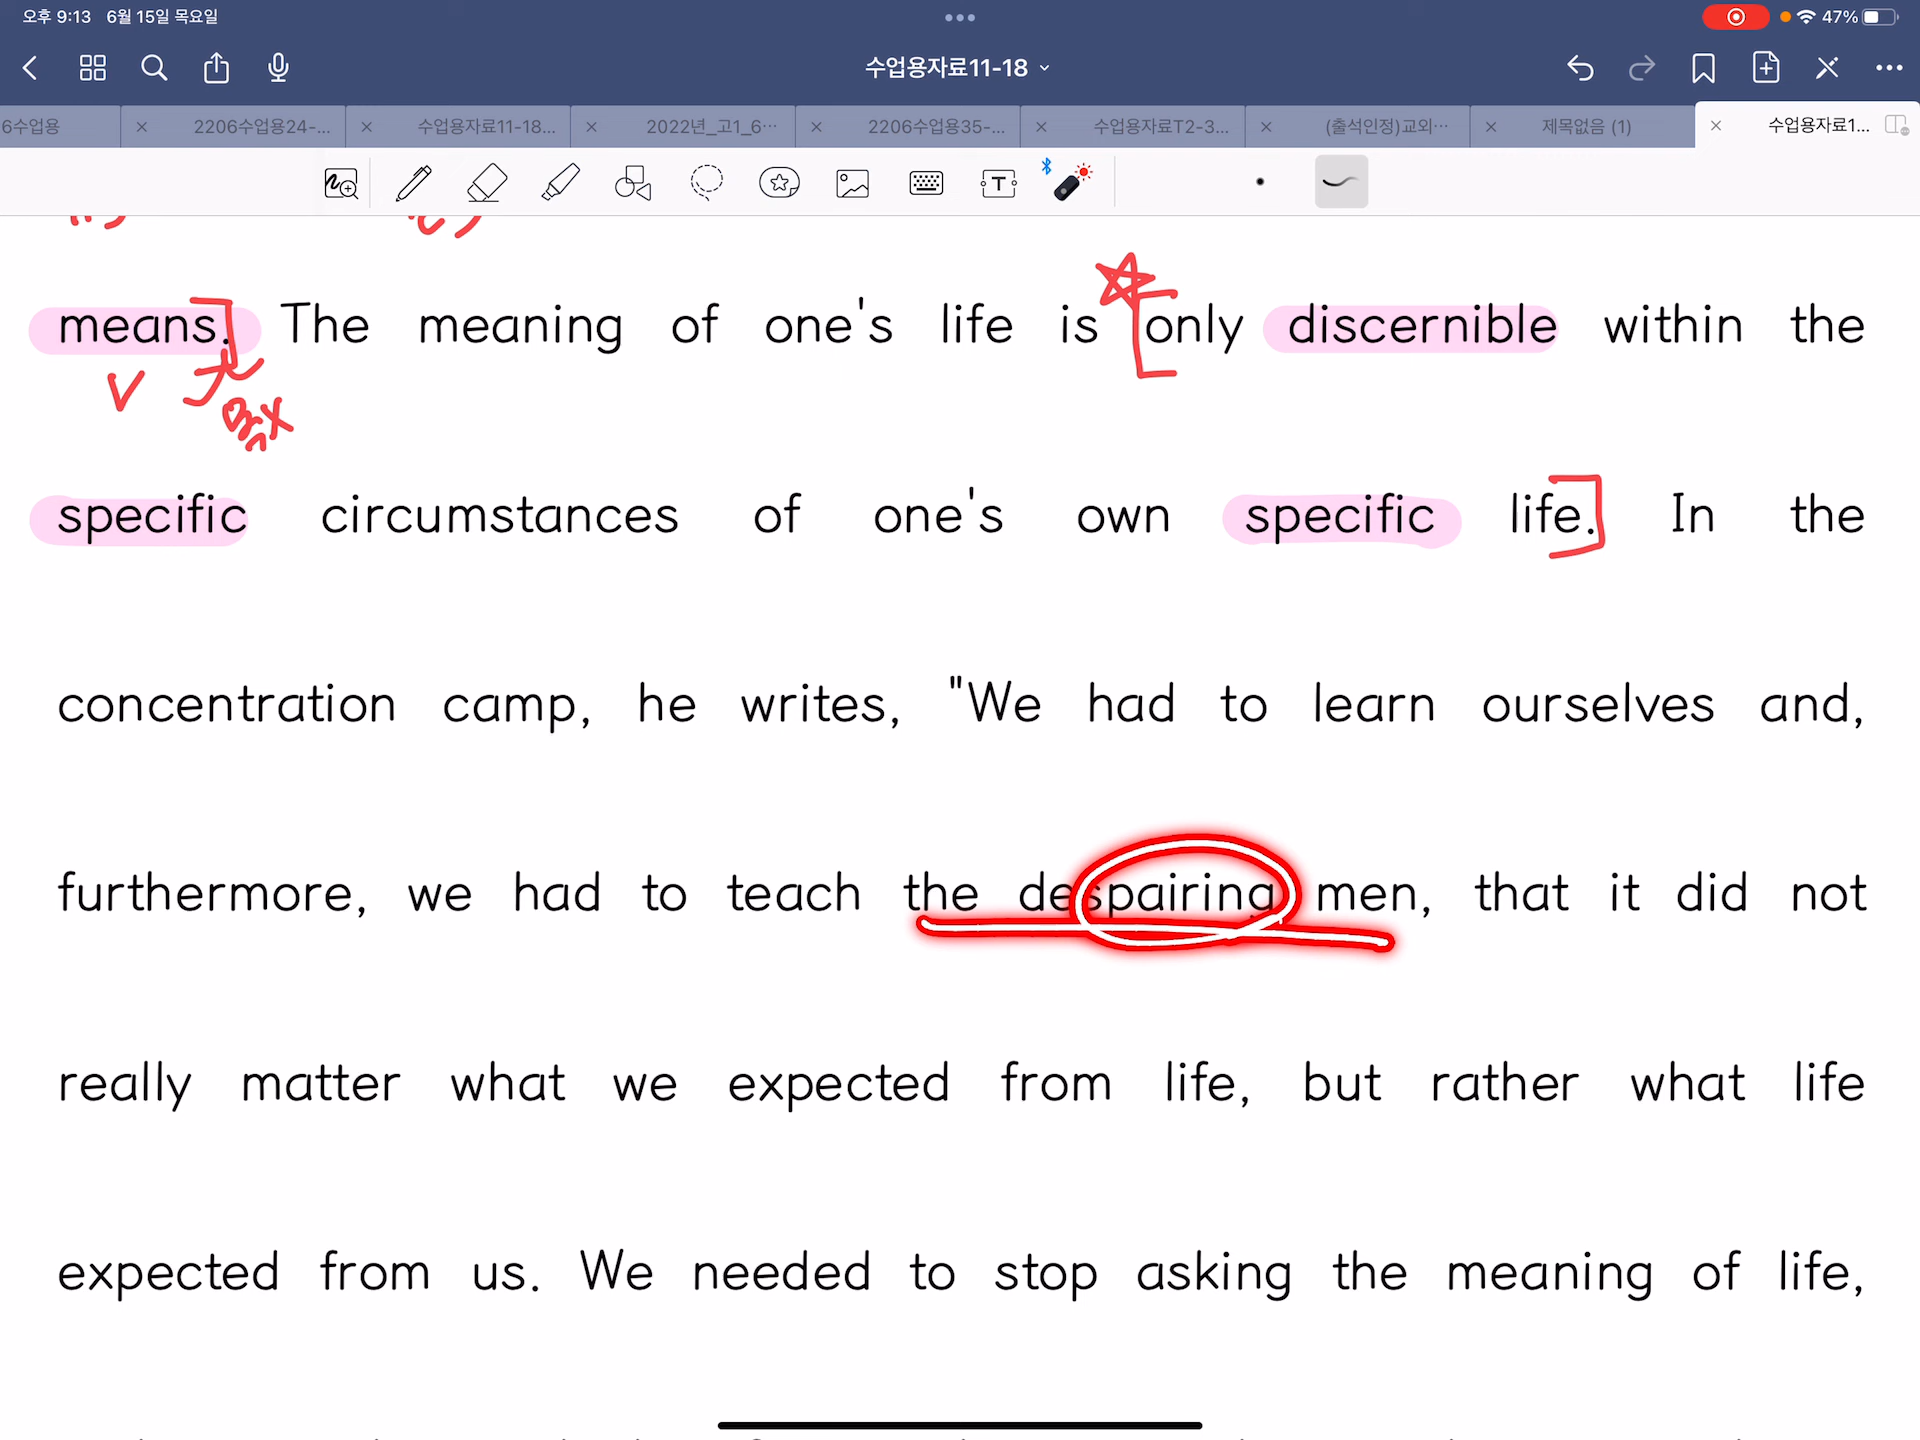 오후 9:13 6월 15일 목요일
47%
수업용자료11-18
6수업용
2206수업용24-...
수업용자료11-18...
2022년_고1_6...
2206수업용35-...
수업용자료T2-3...
(출석인정)교외...
제목없음 (1)
수업용자료1...
means. The meaning of one's life is only discernible within the
V
specific circumstances of one's own specific life. In the
concentration camp, he writes, "We had to learn ourselves and,
furthermore, we had to teach the despairing men, that it did not
really matter what we expected from life, but rather what life
expected from us. We needed to stop asking the meaning of life,